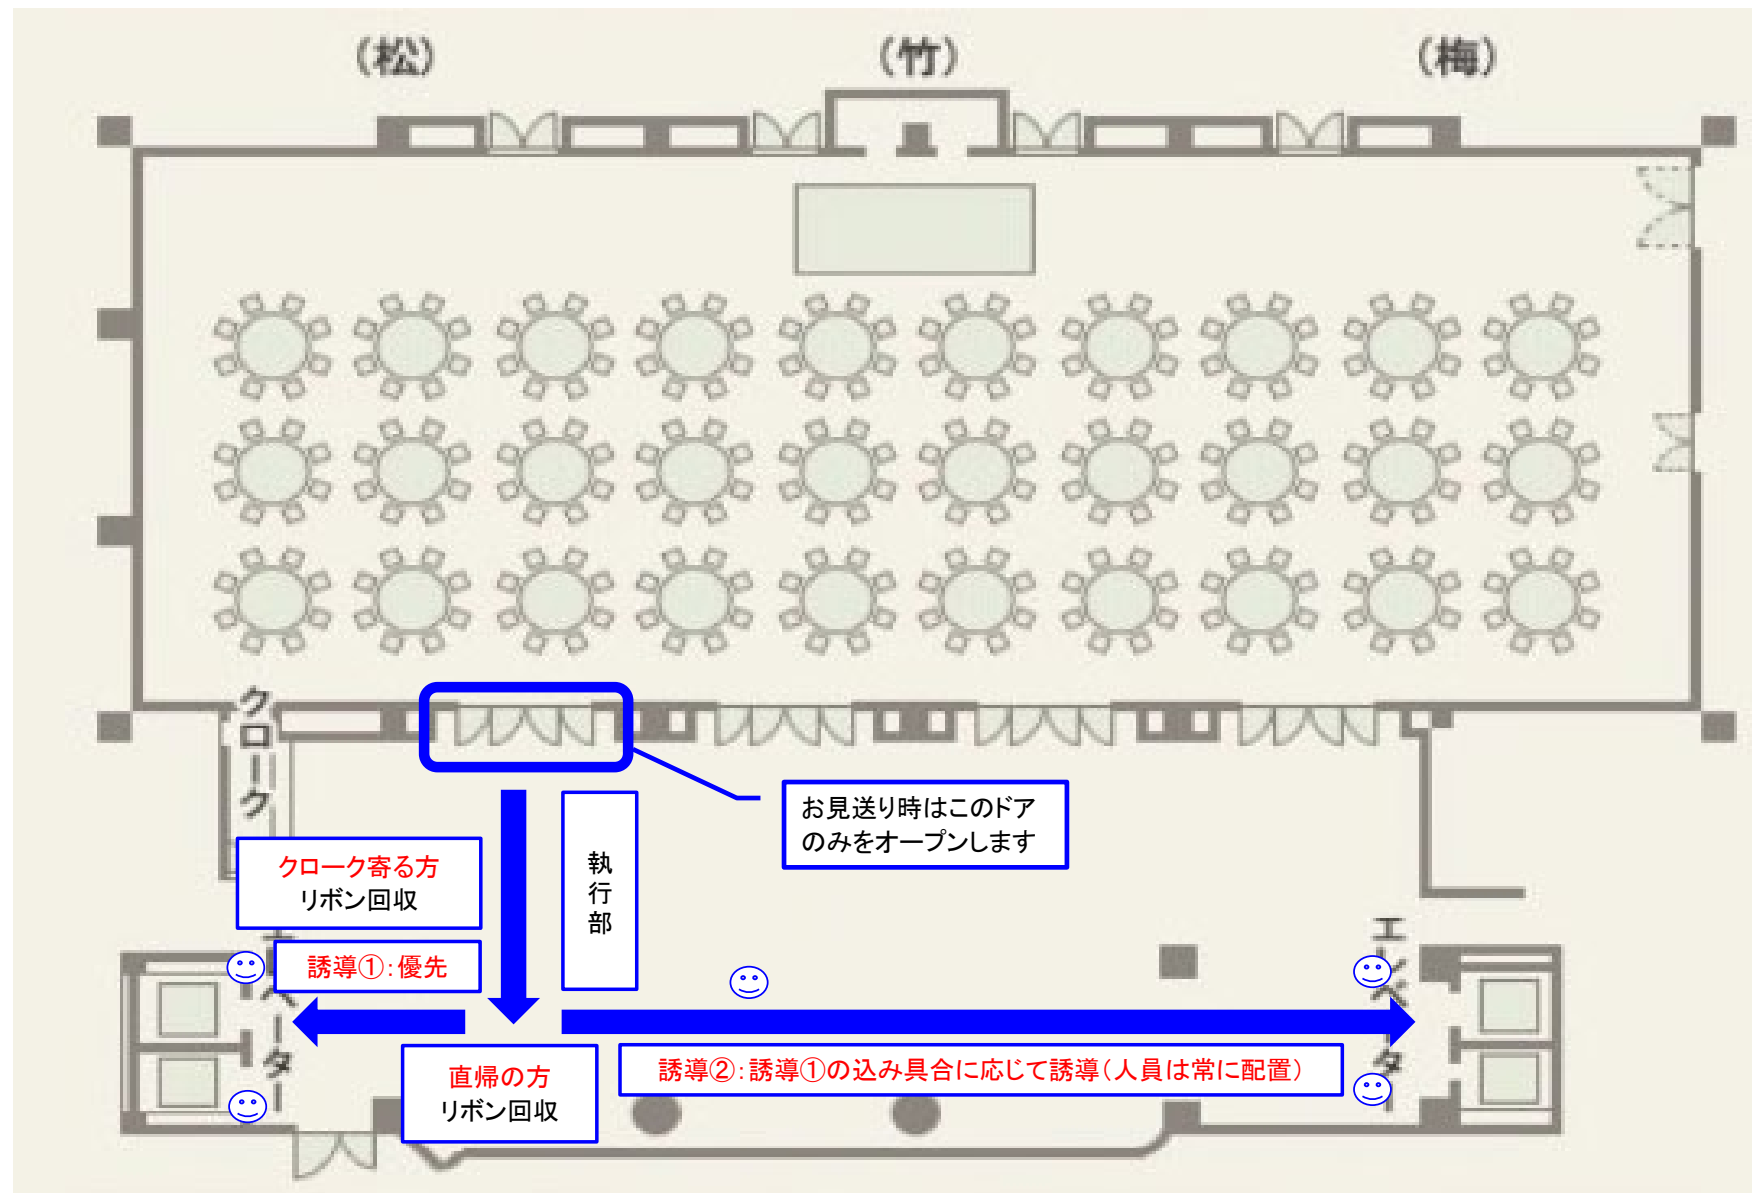 （松）
（竹）
（梅）
クローク
お見送り時はこのドア
のみをオープンします
クローク寄る方
リボン回収
執
行
部
誘導①：優先
エレベーター
エレベーター
直帰の方
リボン回収
誘導②：誘導①の込み具合に応じて誘導（人員は常に配置）